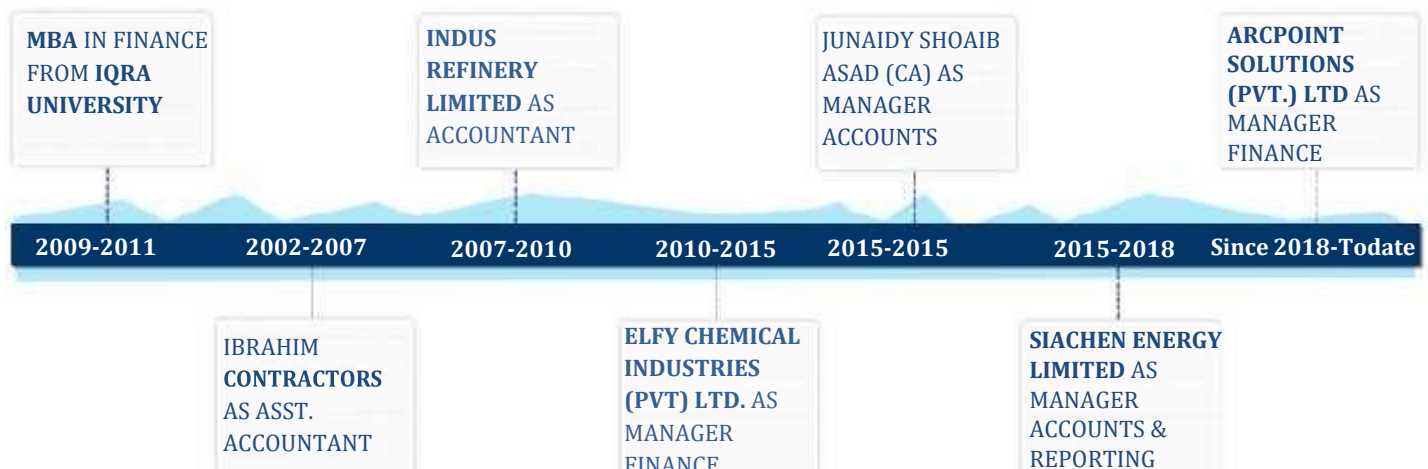 MBA IN FINANCE
FROM IQRA
UNIVERSITY
INDUS
REFINERY
LIMITED AS
ACCOUNTANT
JUNAIDY SHOAIB
ASAD (CA) AS
MANAGER
ACCOUNTS
ARCPOINT
SOLUTIONS
(PVT.) LTD AS
MANAGER
FINANCE
2009-2011
2002-2007
2007-2010
2010-2015
2015-2015
2015-2018
Since 2018-Todate
IBRAHIM
CONTRACTORS
AS ASST.
ACCOUNTANT
ELFY CHEMICAL
INDUSTRIES
(PVT) LTD. AS
MANAGER
FINANCE
SIACHEN ENERGY
LIMITED AS
MANAGER
ACCOUNTS &
REPORTING